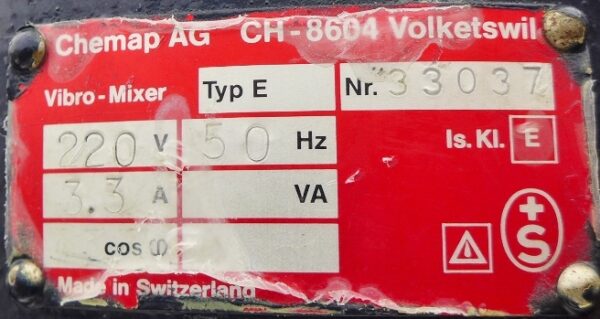 Chemap AG CH-8604 Volketswil
Vibro-Mixer Typ E Nr. 33037
220 V 50 Hz Is. Kl. E
3.3 A VA
cos φ
+S
Made in Switzerland